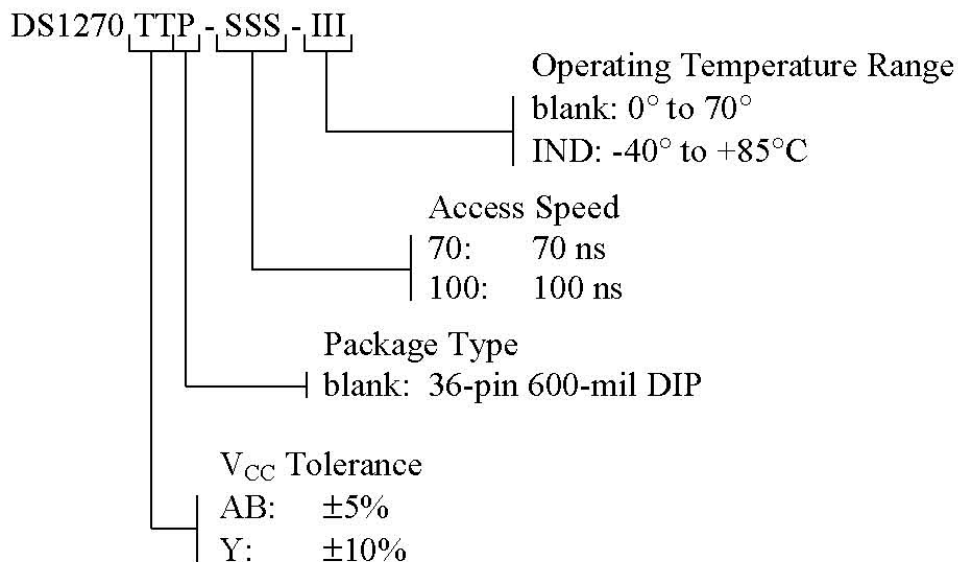 DS1270 TTP - SSS - III
Operating Temperature Range
blank: 0° to 70°
IND: -40° to +85°C
Access Speed
70: 70 ns
100: 100 ns
Package Type
blank: 36-pin 600-mil DIP
VCC Tolerance
AB: ±5%
Y: ±10%